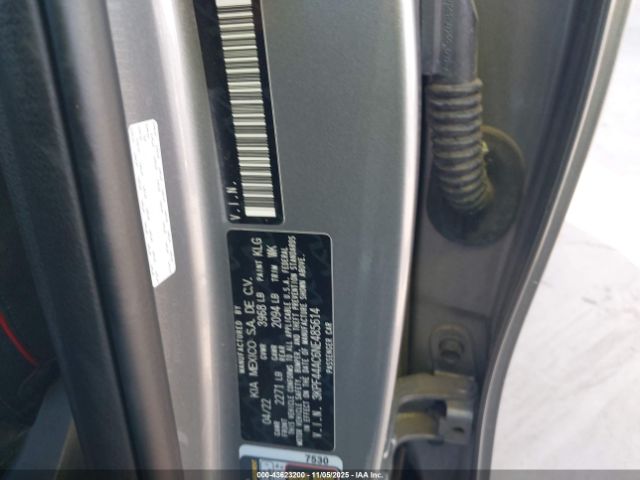 V.I.N.
MANUFACTURED BY
KIA MEXICO S.A. DE C.V.
04/22 GVWR 3968 LB PAINT KLG
GAWR FRONT 2271 LB GAWR REAR 2094 LB TRIM WK
THIS VEHICLE CONFORMS TO ALL APPLICABLE U.S.A. FEDERAL
MOTOR VEHICLE SAFETY, BUMPER, AND THEFT PREVENTION STANDARDS
IN EFFECT ON THE DATE OF MANUFACTURE SHOWN ABOVE.
V.I.N. 3KPF44AC6NE485614
PASSENGER CAR
7530
000-43623200 - 11/05/2025 - IAA Inc.